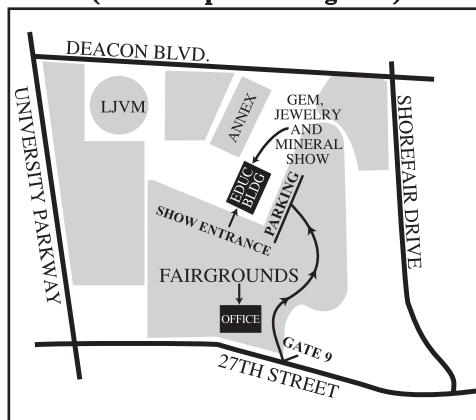 DEACON BLVD.
UNIVERSITY PARKWAY
LJVM
ANNEX
GEM,
JEWELRY
AND
MINERAL
SHOW
SHOREFAIR DRIVE
EDUC
BLDG
PARKING
SHOW ENTRANCE
FAIRGROUNDS
OFFICE
GATE 9
27TH STREET